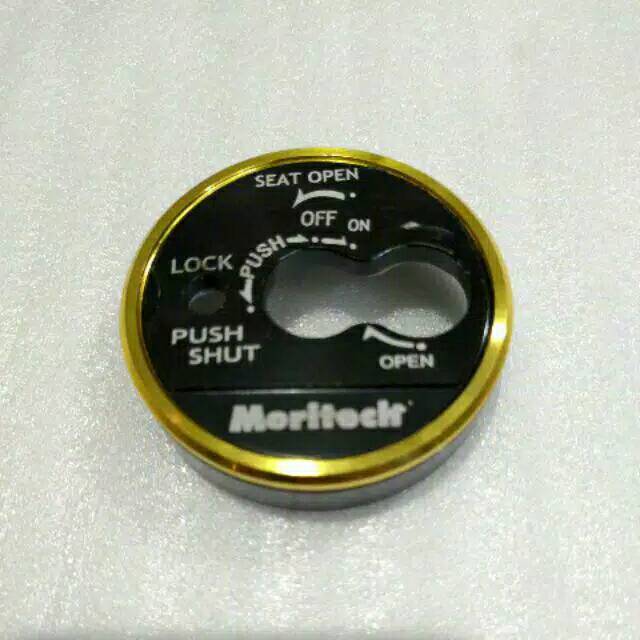 SEAT OPEN
OFF ON
PUSH
LOCK
PUSH
SHUT
OPEN
Moritech